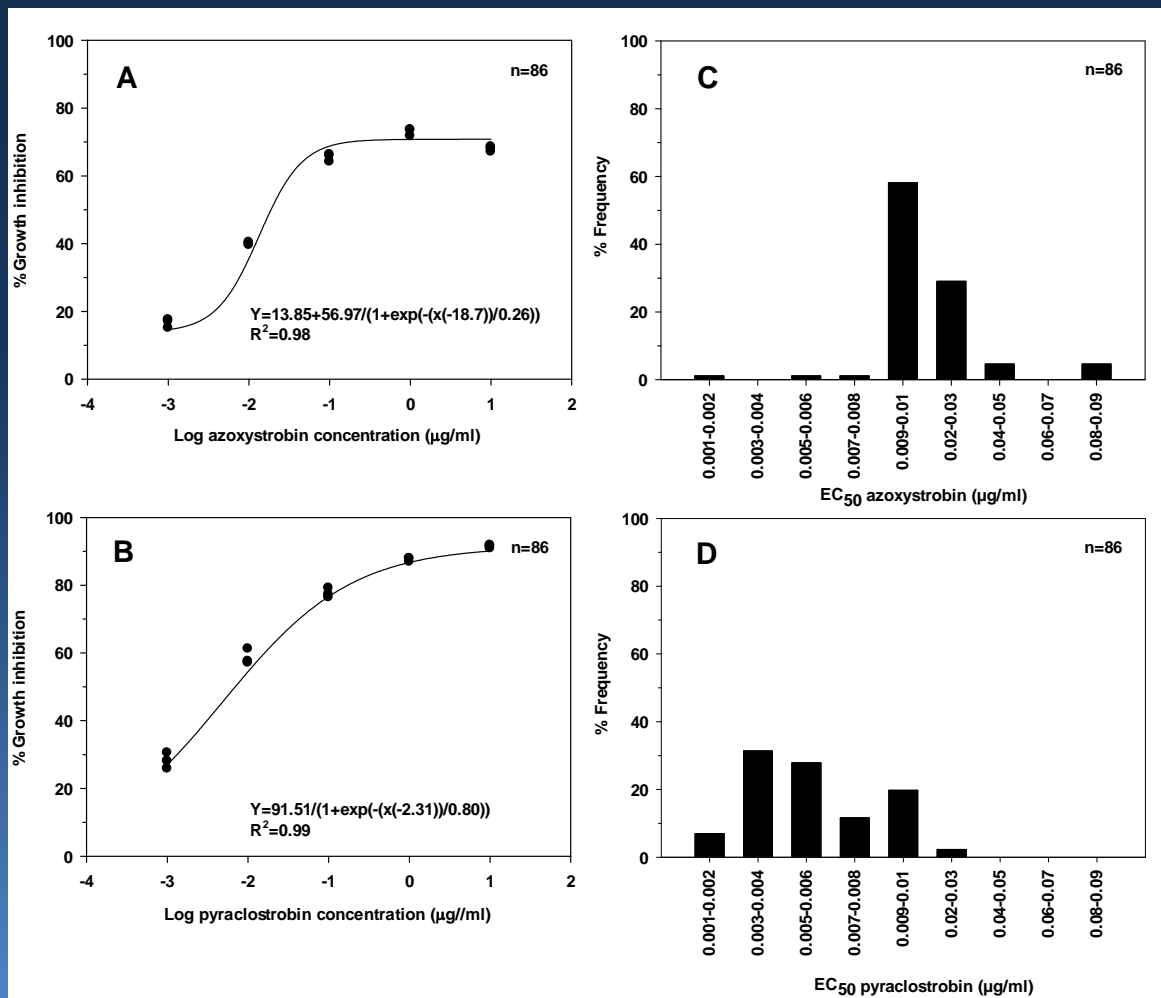 A
n=86
100
80
60
40
20
0
% Growth inhibition
Y=13.85+56.97/(1+exp(-(x(-18.7))/0.26))
R2=0.98
-4 -3 -2 -1 0 1 2
Log azoxystrobin concentration (µg/ml)
C
n=86
100
80
60
40
20
0
% Frequency
0.001-0.002
0.003-0.004
0.005-0.006
0.007-0.008
0.009-0.01
0.02-0.03
0.04-0.05
0.06-0.07
0.08-0.09
EC50 azoxystrobin (µg/ml)
B
n=86
100
80
60
40
20
0
% Growth inhibition
Y=91.51/(1+exp(-(x(-2.31))/0.80))
R2=0.99
-4 -3 -2 -1 0 1 2
Log pyraclostrobin concentration (µg//ml)
D
n=86
100
80
60
40
20
0
% Frequency
0.001-0.002
0.003-0.004
0.005-0.006
0.007-0.008
0.009-0.01
0.02-0.03
0.04-0.05
0.06-0.07
0.08-0.09
EC50 pyraclostrobin (µg/ml)